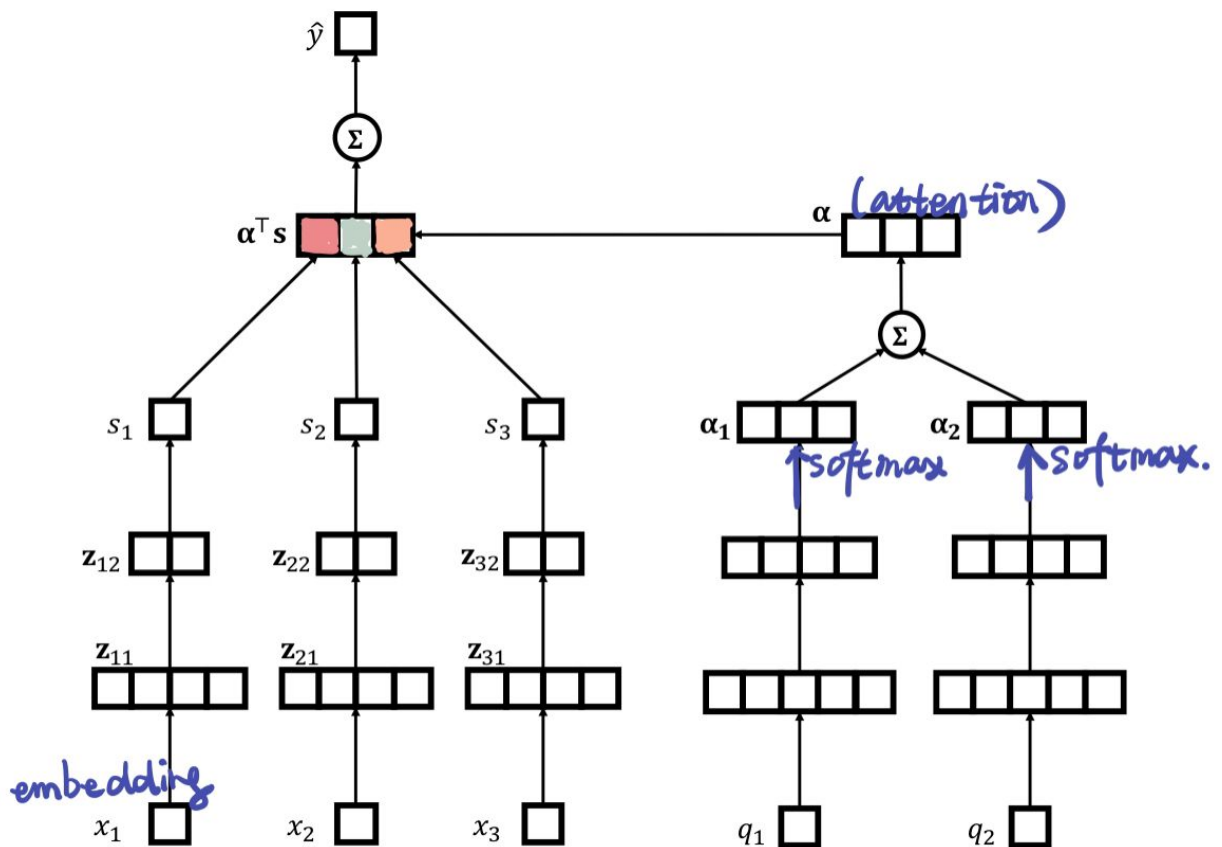 ŷ
Σ
α (attention)
α⊤ s
Σ
s₁ s₂ s₃ α₁ α₂
softmax softmax.
z₁₂ z₂₂ z₃₂
z₁₁ z₂₁ z₃₁
embedding
x₁ x₂ x₃ q₁ q₂